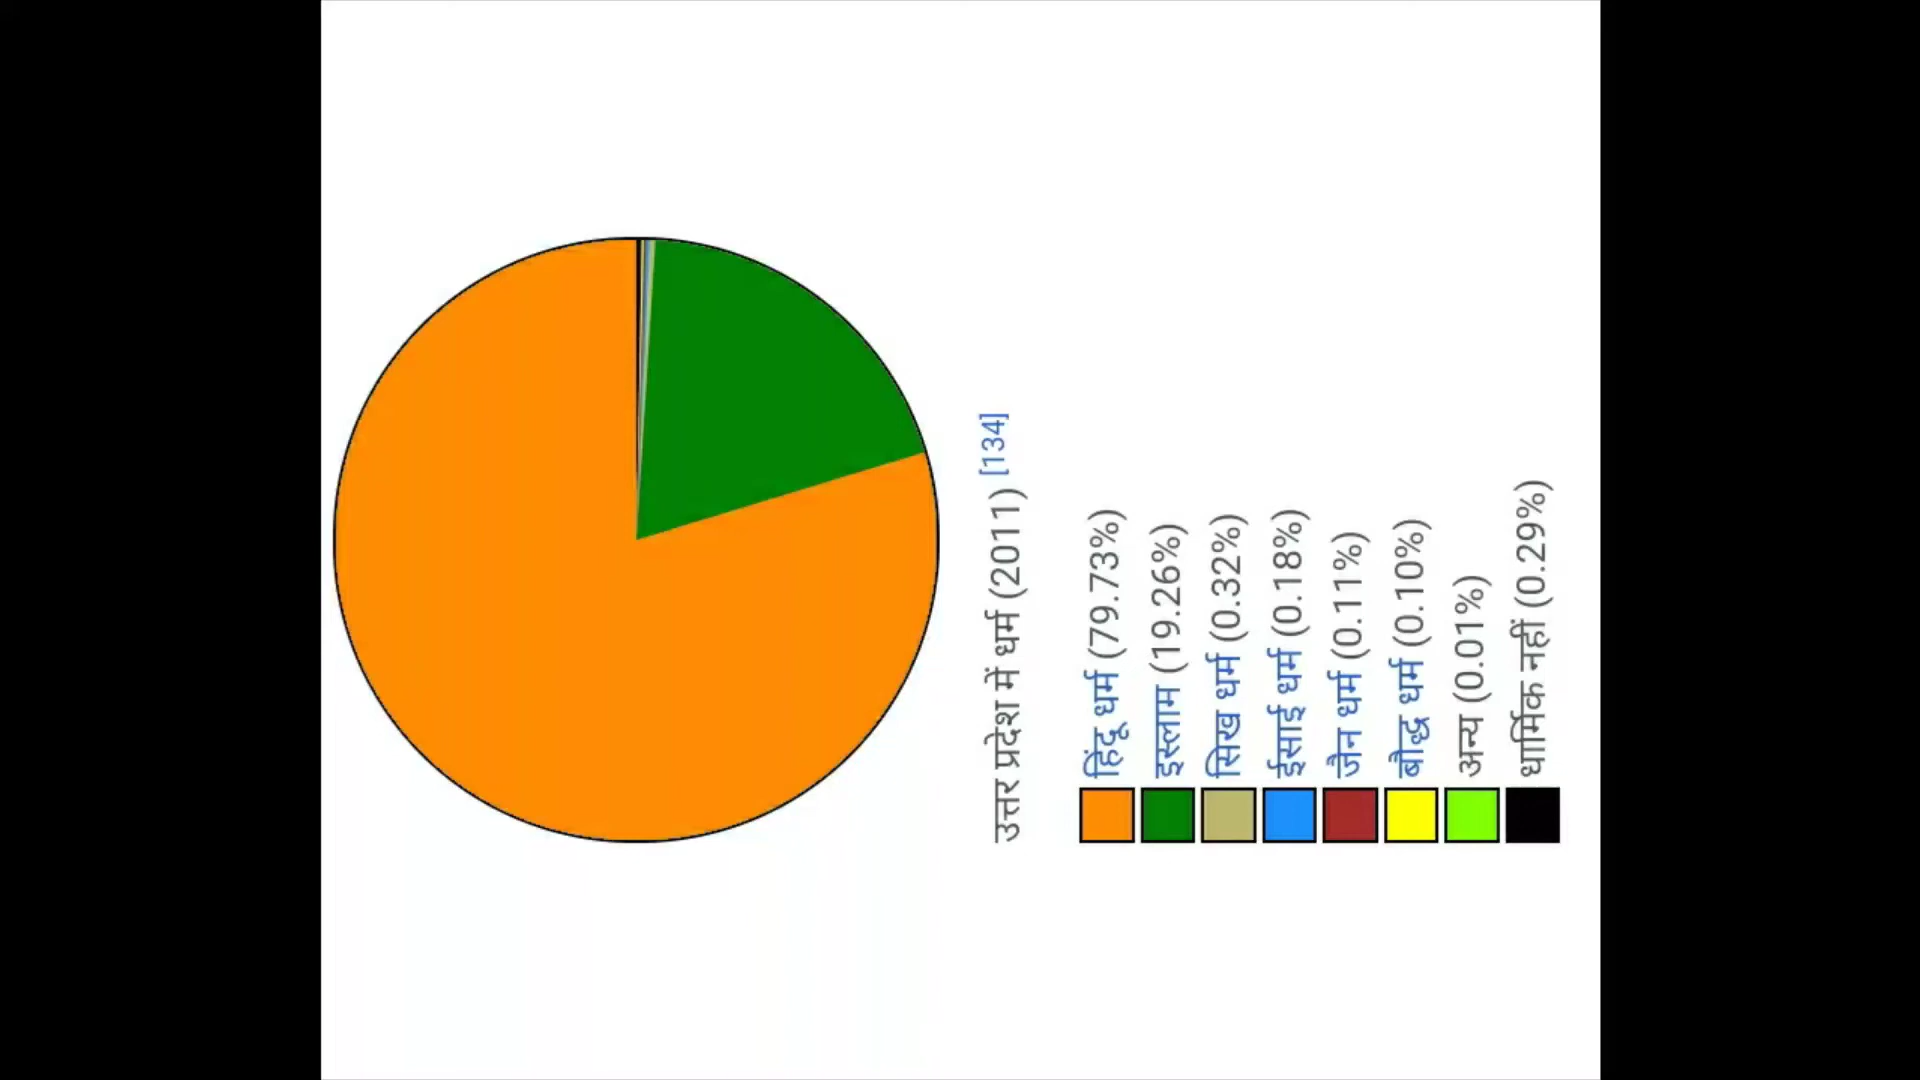 उत्तर प्रदेश में धर्म (2011) [134]
हिंदू धर्म (79.73%)
इस्लाम (19.26%)
सिख धर्म (0.32%)
ईसाई धर्म (0.18%)
जैन धर्म (0.11%)
बौद्ध धर्म (0.10%)
अन्य (0.01%)
धार्मिक नहीं (0.29%)